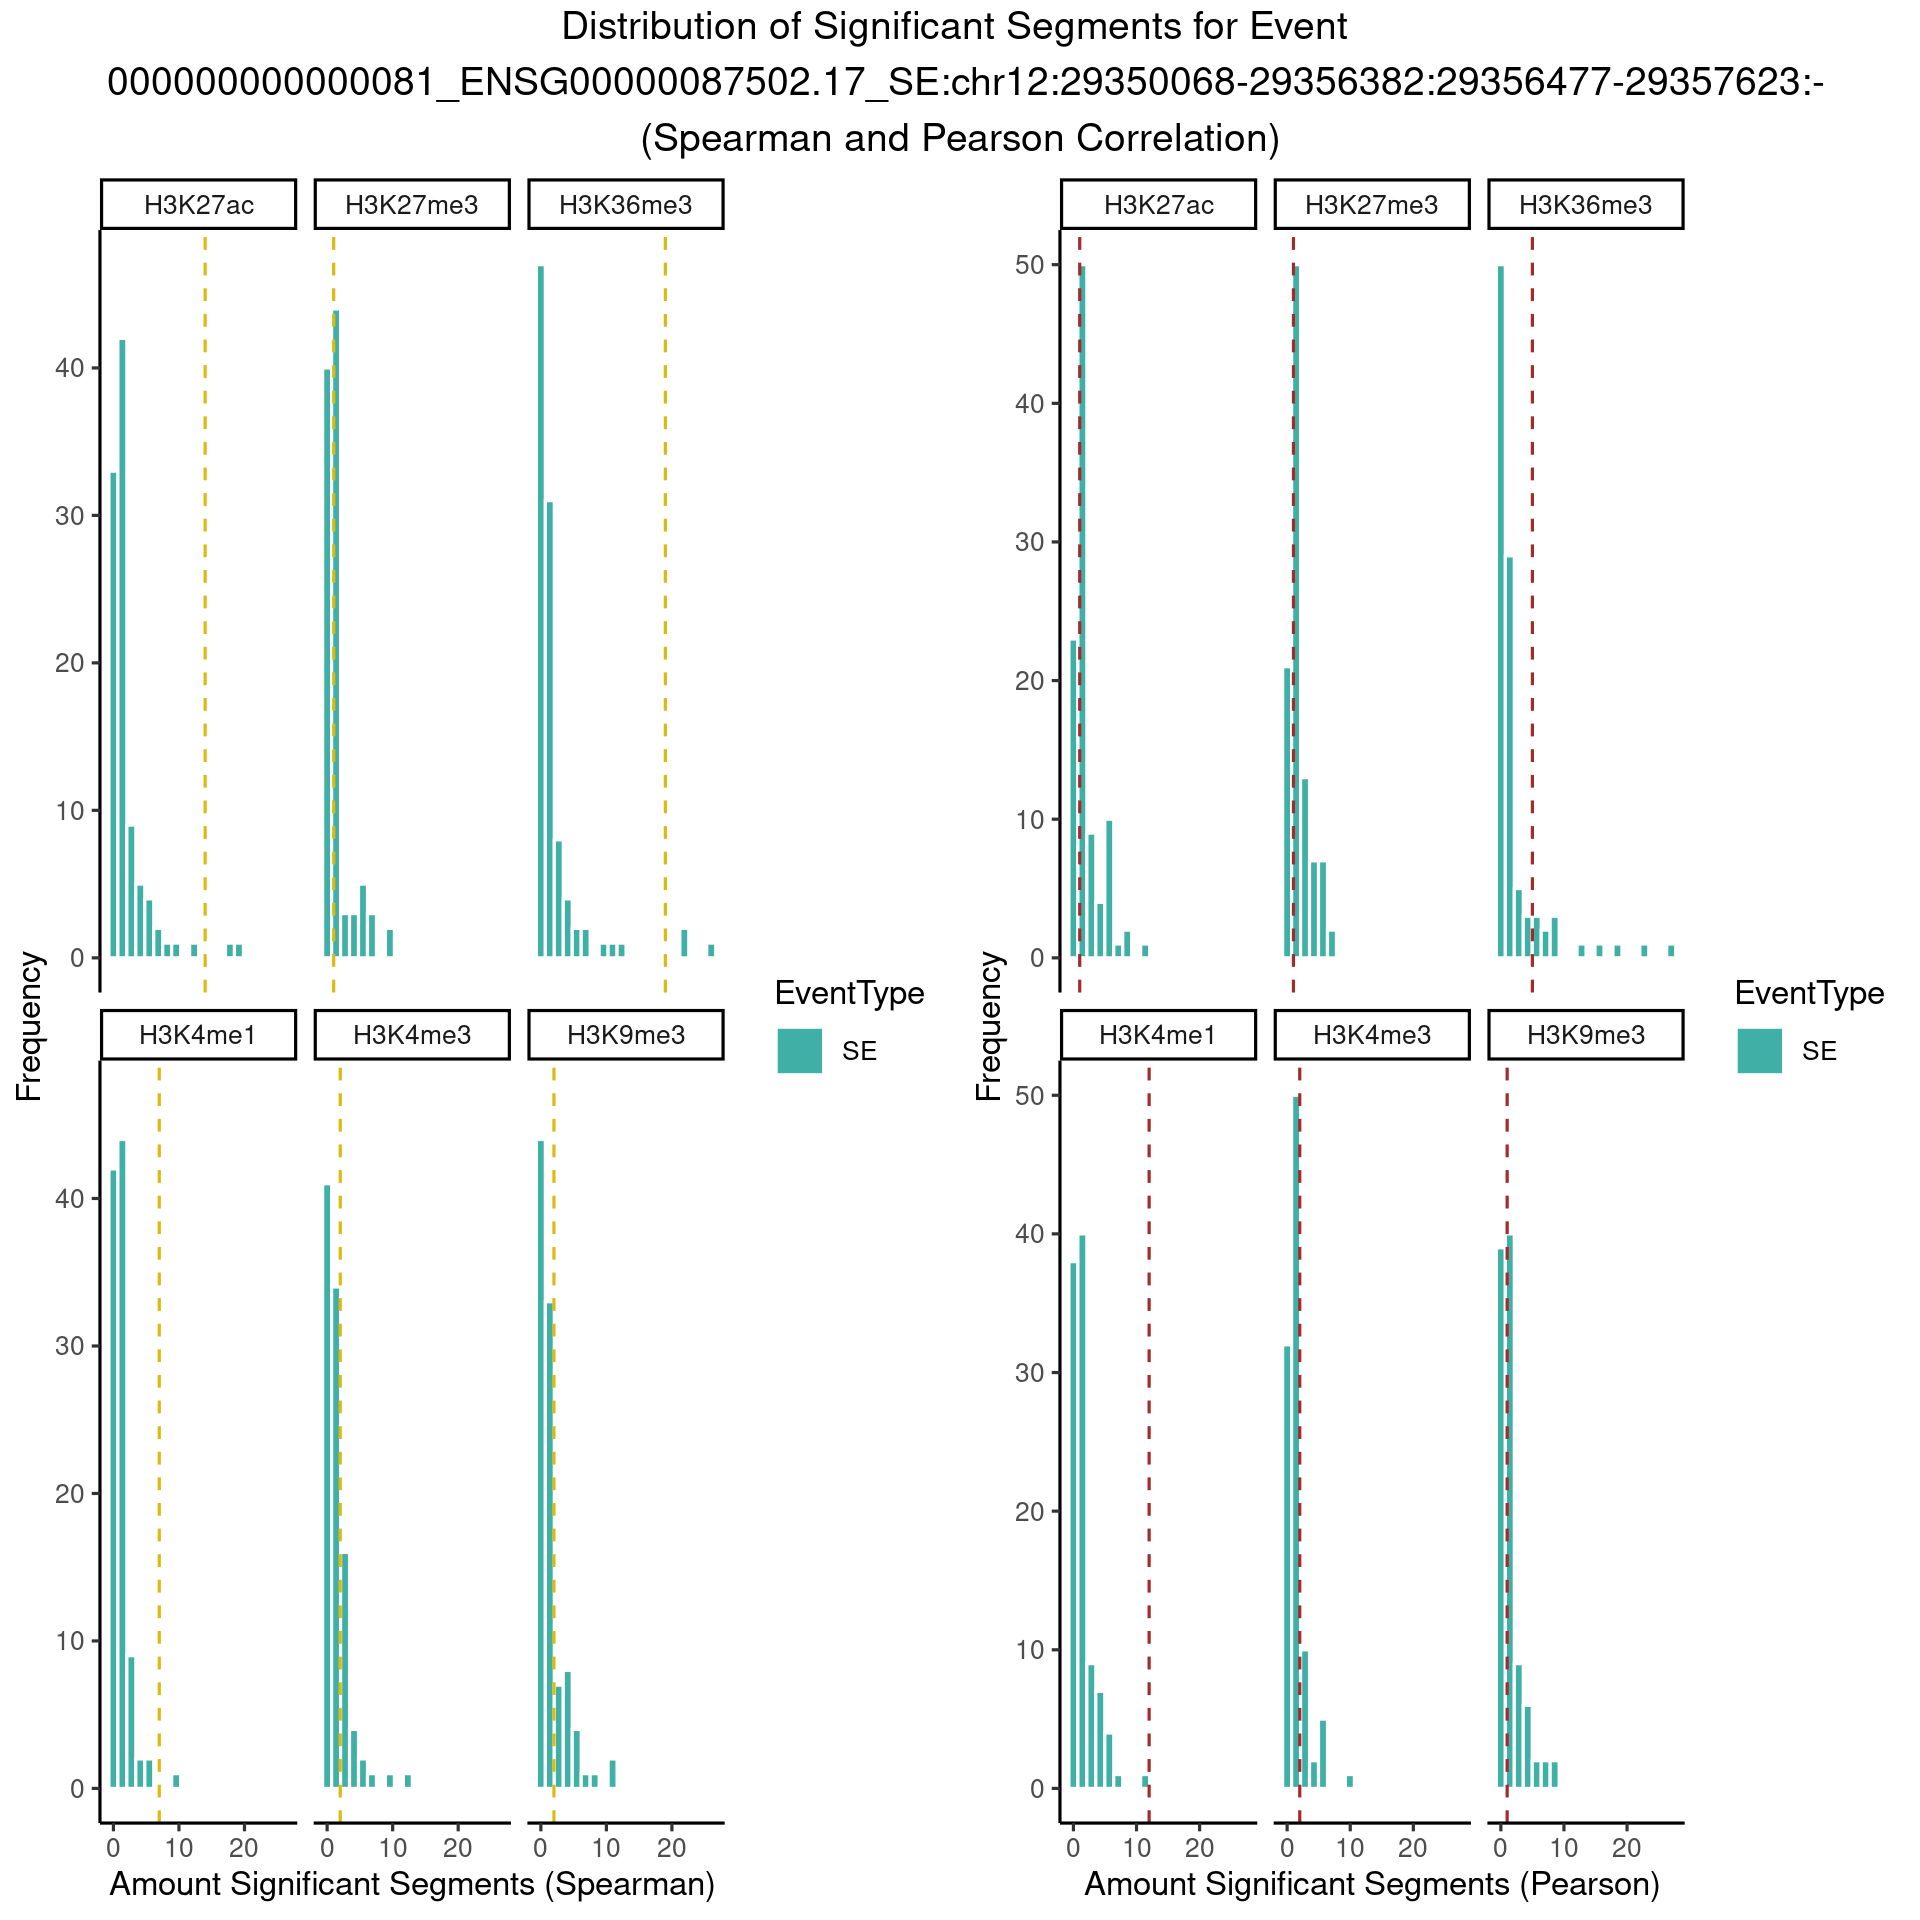 Distribution of Significant Segments for Event
000000000000081_ENSG00000087502.17_SE:chr12:29350068-29356382:29356477-29357623:-
(Spearman and Pearson Correlation)
H3K27ac
H3K27me3
H3K36me3
40
30
20
10
0
H3K4me1
H3K4me3
H3K9me3
40
30
20
10
0
0 10 20
0 10 20
0 10 20
Frequency
Amount Significant Segments (Spearman)
EventType
SE
H3K27ac
H3K27me3
H3K36me3
50
40
30
20
10
0
H3K4me1
H3K4me3
H3K9me3
50
40
30
20
10
0
0 10 20
0 10 20
0 10 20
Frequency
Amount Significant Segments (Pearson)
EventType
SE